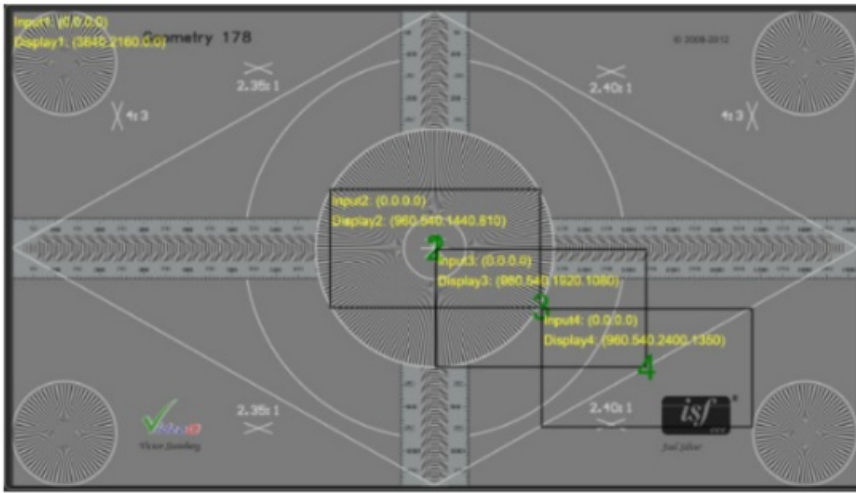 Input1: (0.0.0.0)
Display1: (3840.2160.0.0)
Geometry 178
© 2009-2012
2.35:1
2.40:1
4:3
4:3
Input2: (0.0.0.0)
Display2: (960.540.1440.810)
2
Input3: (0.0.0.0)
Display3: (960.540.1920.1080)
3
Input4: (0.0.0.0)
Display4: (960.540.2400.1350)
4
2.35:1
2.40:1
isf
Joel Silver